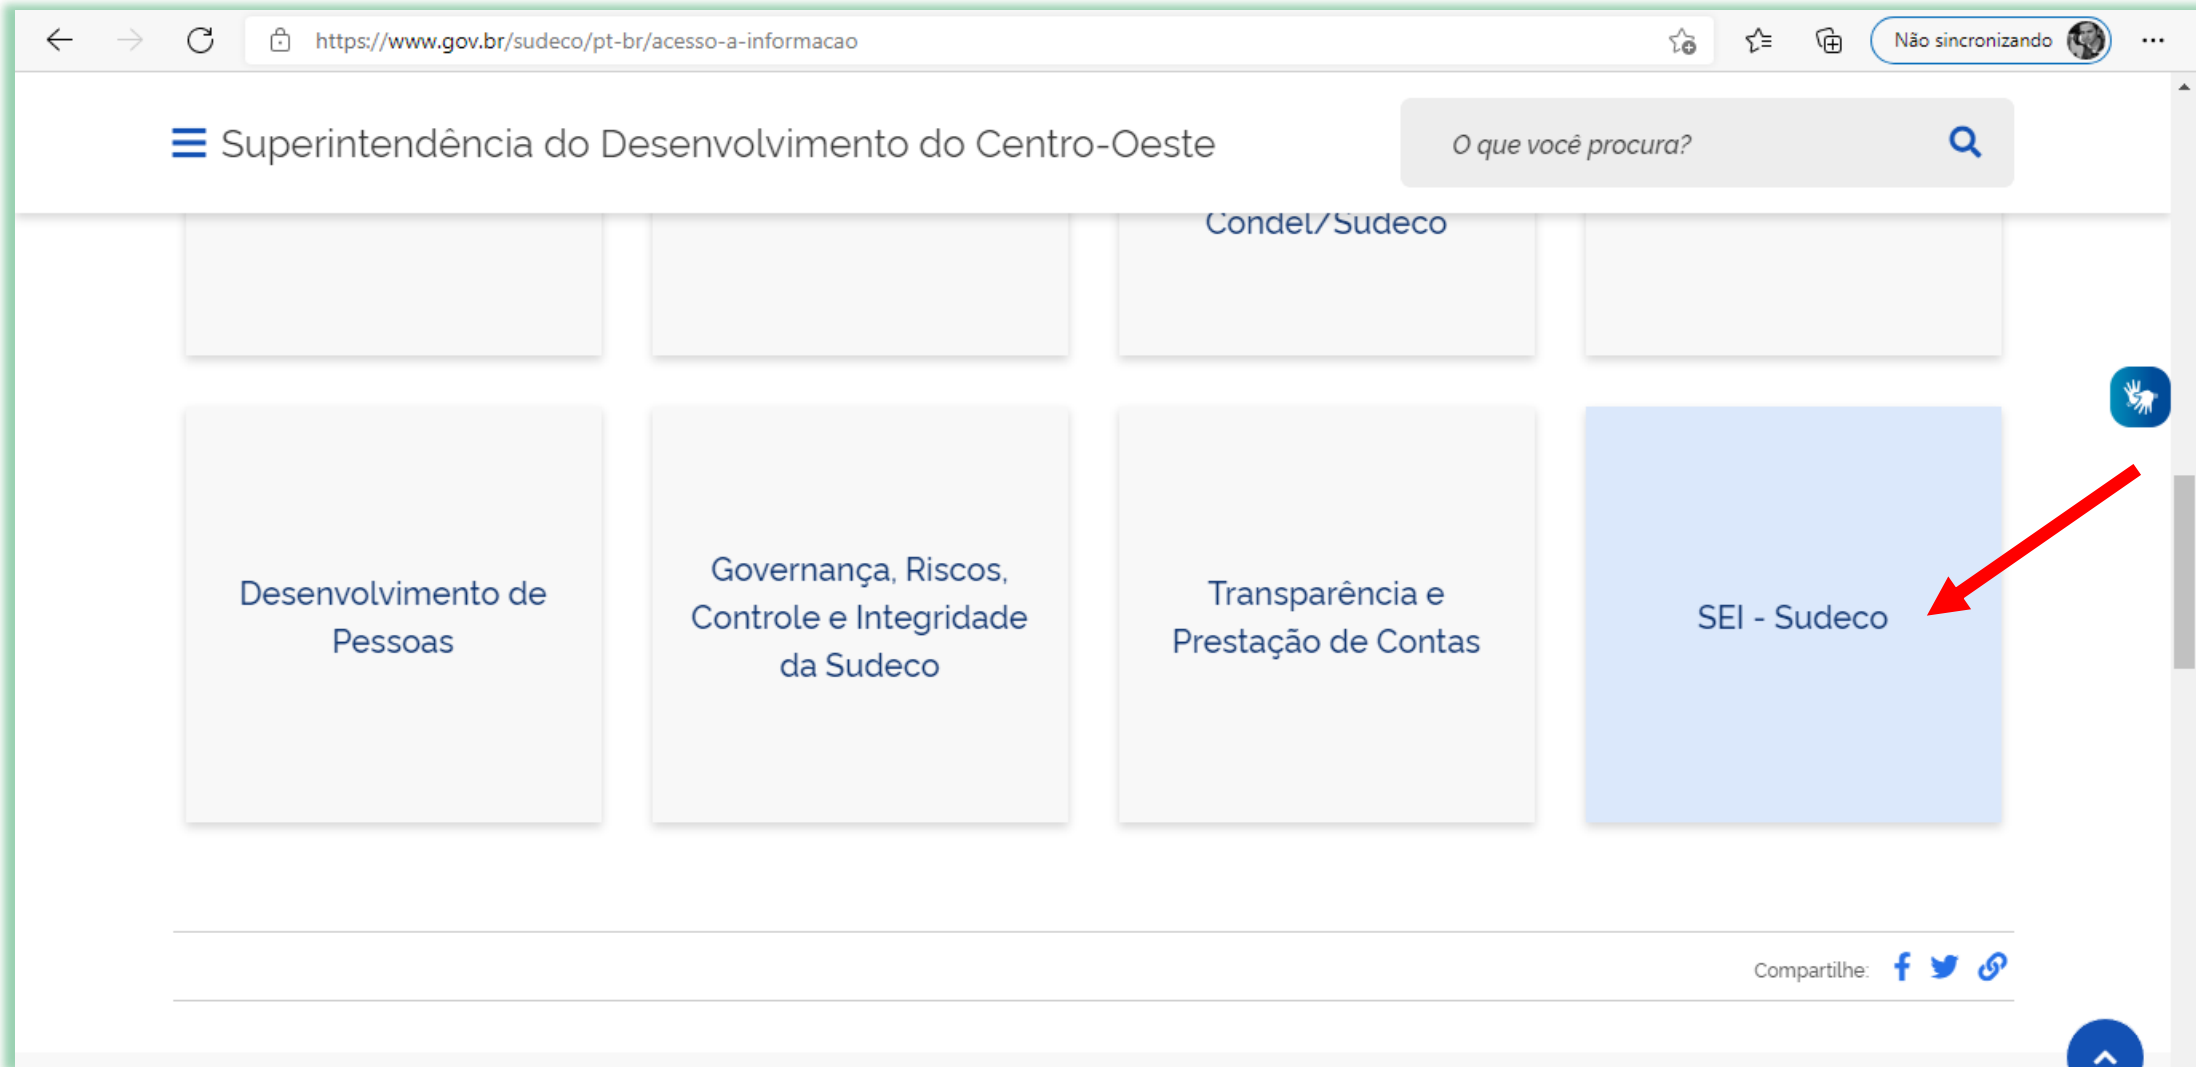 https://www.gov.br/sudeco/pt-br/acesso-a-informacao
Não sincronizando
Superintendência do Desenvolvimento do Centro-Oeste
O que você procura?
Condel/Sudeco
Desenvolvimento de
Pessoas
Governança, Riscos,
Controle e Integridade
da Sudeco
Transparência e
Prestação de Contas
SEI - Sudeco
Compartilhe: